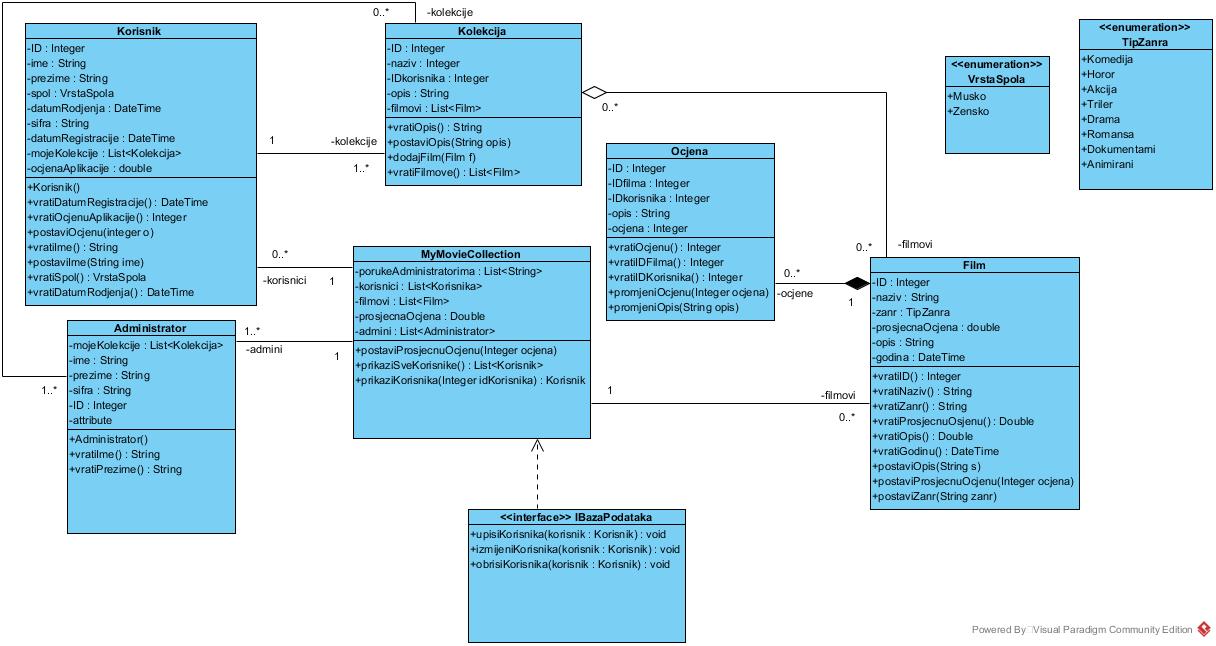 0..*
-kolekcije
Korisnik
-ID : Integer
-ime : String
-prezime : String
-spol : VrstaSpola
-datumRodjenja : DateTime
-sifra : String
-datumRegistracije : DateTime
-mojeKolekcije : List<Kolekcija>
-ocjenaAplikacije : double
+Korisnik()
+vratiDatumRegistracije() : DateTime
+vratiOcjenuAplikacije() : Integer
+postaviOcjenu(integer o)
+vratiIme() : String
+postaviIme(String ime)
+vratiSpol() : VrstaSpola
+vratiDatumRodjenja() : DateTime
1
-kolekcije
1..*
Kolekcija
-ID : Integer
-naziv : Integer
-IDkorisnika : Integer
-opis : String
-filmovi : List<Film>
+vratiOpis() : String
+postaviOpis(String opis)
+dodajFilm(Film f)
+vratiFilmove() : List<Film>
0..*
0..*
-filmovi
<<enumeration>>
VrstaSpola
+Musko
+Zensko
<<enumeration>>
TipZanra
+Komedija
+Horor
+Akcija
+Triler
+Drama
+Romansa
+Dokumentarni
+Animirani
Ocjena
-ID : Integer
-IDfilma : Integer
-IDkorisnika : Integer
-opis : String
-ocjena : Integer
+vratiOcjenu() : Integer
+vratiIDFilma() : Integer
+vratiIDKorisnika() : Integer
+promjeniOcjenu(Integer ocjena)
+promjeniOpis(String opis)
0..*
-ocjene
1
0..*
-korisnici
1
MyMovieCollection
-porukeAdministratorima : List<String>
-korisnici : List<Korisnika>
-filmovi : List<Film>
-prosjecnaOcjena : Double
-admini : List<Administrator>
+postaviProsjecnuOcjenu(Integer ocjena)
+prikaziSveKorisnike() : List<Korisnik>
+prikaziKorisnika(Integer idKorisnika) : Korisnik
Film
-ID : Integer
-naziv : String
-zanr : TipZanra
-prosjecnaOcjena : double
-opis : String
-godina : DateTime
+vratiID() : Integer
+vratiNaziv() : String
+vratiZanr() : String
+vratiProsjecnuOsjenu() : Double
+vratiOpis() : Double
+vratiGodinu() : DateTime
+postaviOpis(String s)
+postaviProsjecnuOcjenu(Integer ocjena)
+postaviZanr(String zanr)
Administrator
-mojeKolekcije : List<Kolekcija>
-ime : String
-prezime : String
-sifra : String
-ID : Integer
-attribute
+Administrator()
+vratiIme() : String
+vratiPrezime() : String
1..*
1..*
-admini
1
1
-filmovi
0..*
<<interface>> IBazaPodataka
+upisiKorisnika(korisnik : Korisnik) : void
+izmijeniKorisnika(korisnik : Korisnik) : void
+obrisiKorisnika(korisnik : Korisnik) : void
Powered By Visual Paradigm Community Edition